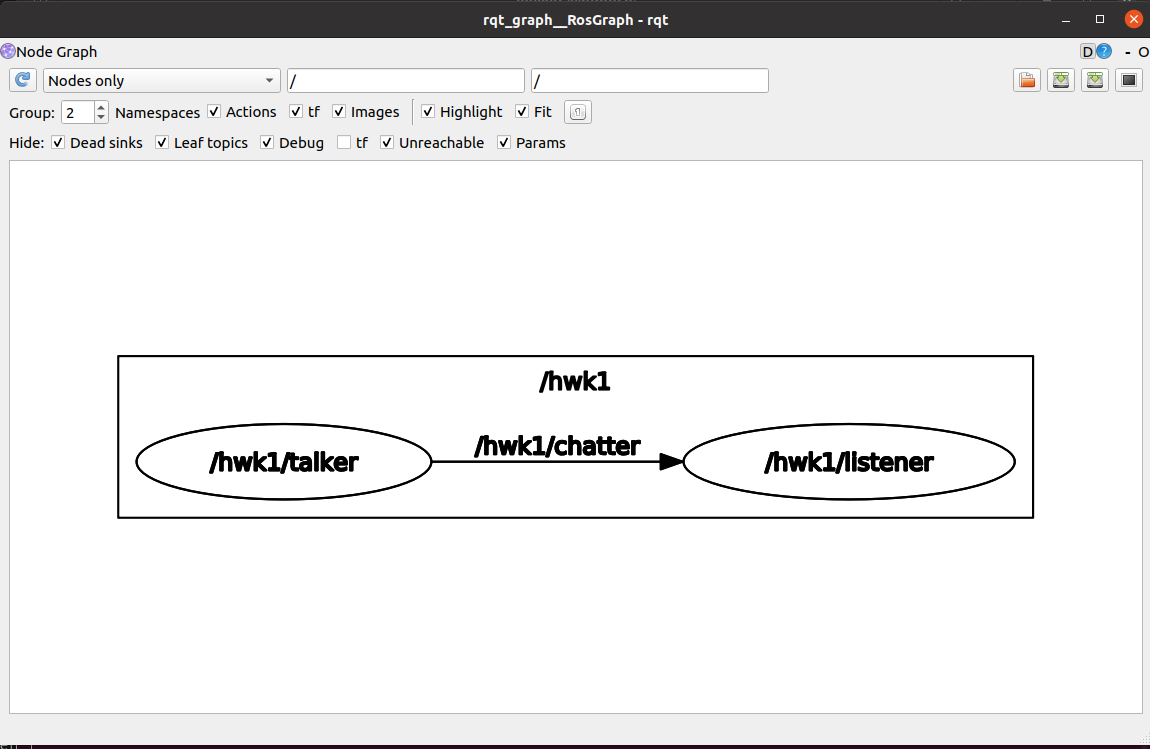 rqt_graph__RosGraph - rqt
Node Graph D ? - O
Nodes only / /
Group: 2 Namespaces Actions tf Images Highlight Fit
Hide: Dead sinks Leaf topics Debug tf Unreachable Params
/hwk1
/hwk1/talker /hwk1/chatter /hwk1/listener